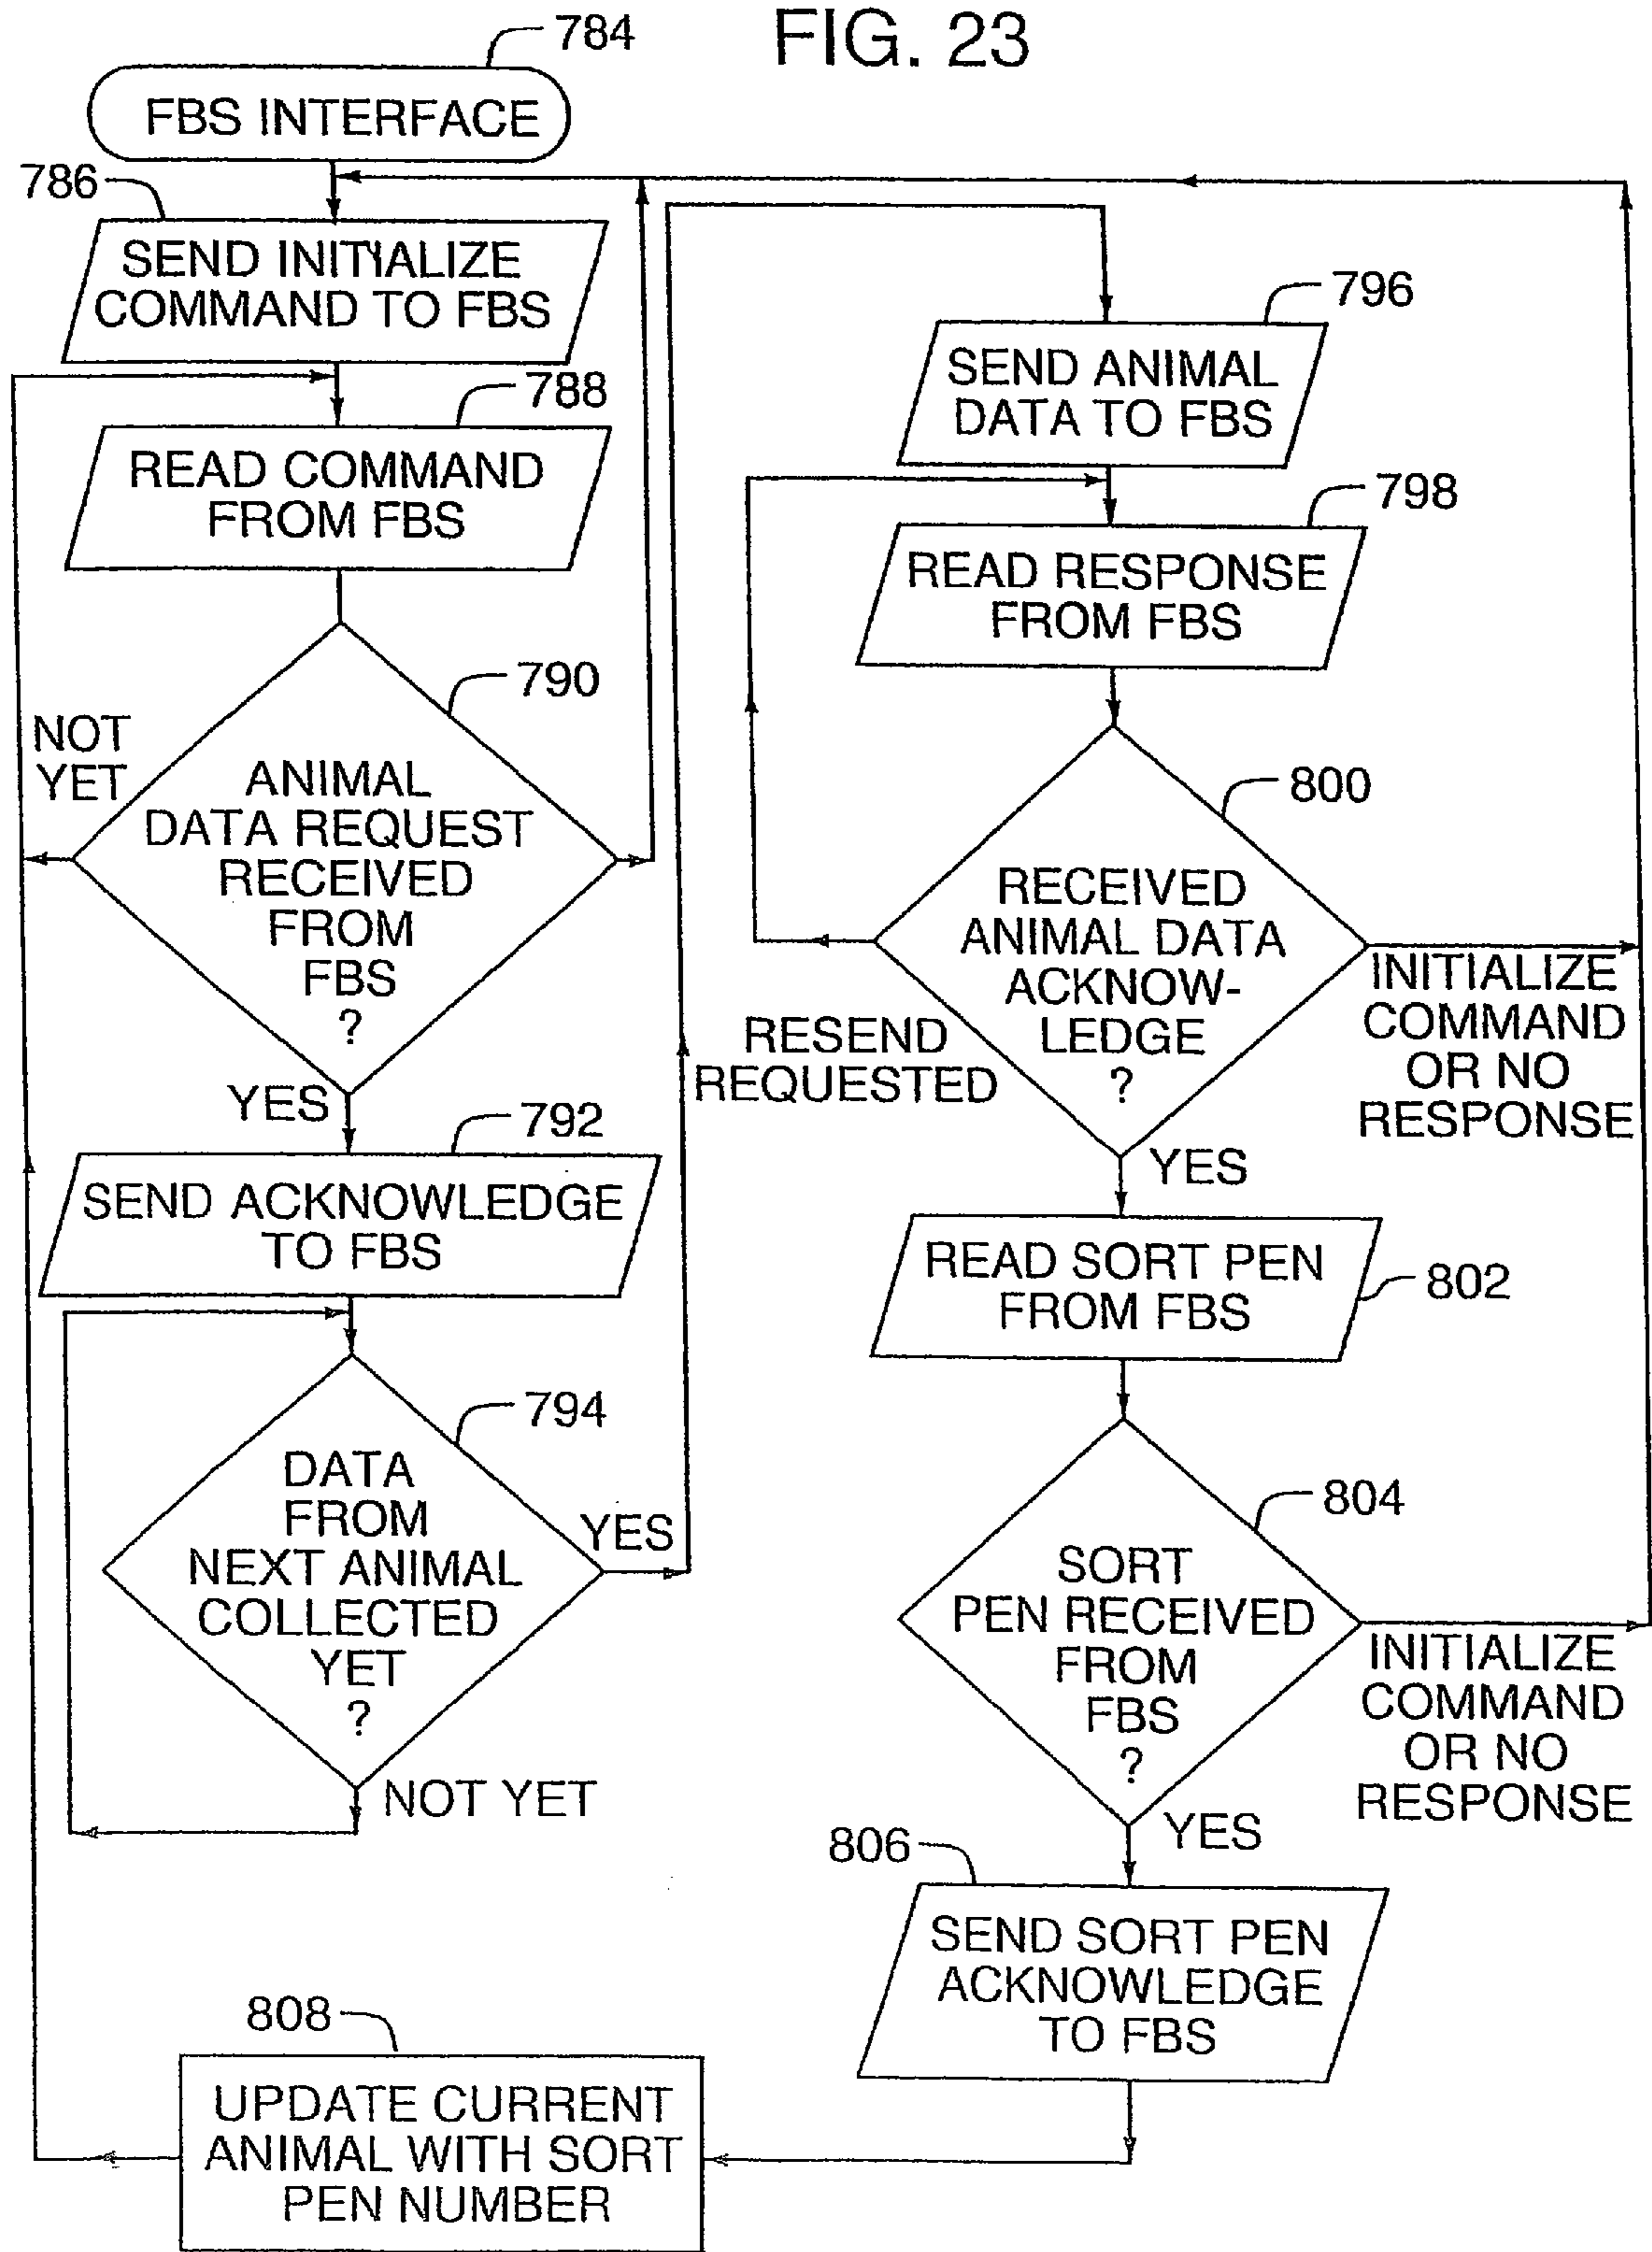 FIG. 23
784
FBS INTERFACE
786
SEND INITIALIZE
COMMAND TO FBS
788
READ COMMAND
FROM FBS
790
NOT
YET
ANIMAL
DATA REQUEST
RECEIVED
FROM
FBS
?
YES
792
SEND ACKNOWLEDGE
TO FBS
794
DATA
FROM
NEXT ANIMAL
COLLECTED
YET
?
YES
NOT YET
796
SEND ANIMAL
DATA TO FBS
798
READ RESPONSE
FROM FBS
800
RECEIVED
ANIMAL DATA
ACKNOW-
LEDGE
?
RESEND
REQUESTED
INITIALIZE
COMMAND
OR NO
RESPONSE
YES
READ SORT PEN
FROM FBS
802
804
SORT
PEN RECEIVED
FROM
FBS
?
INITIALIZE
COMMAND
OR NO
RESPONSE
YES
806
SEND SORT PEN
ACKNOWLEDGE
TO FBS
808
UPDATE CURRENT
ANIMAL WITH SORT
PEN NUMBER